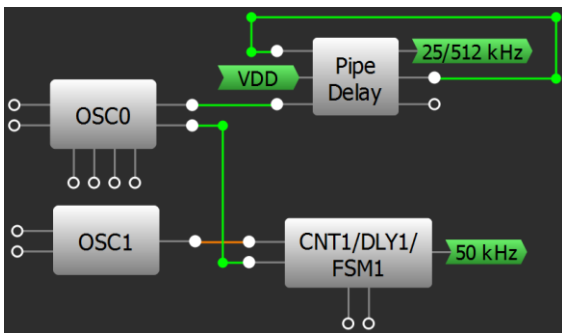 25/512 kHz
Pipe
Delay
VDD
OSC0
OSC1
CNT1/DLY1/
FSM1
50 kHz